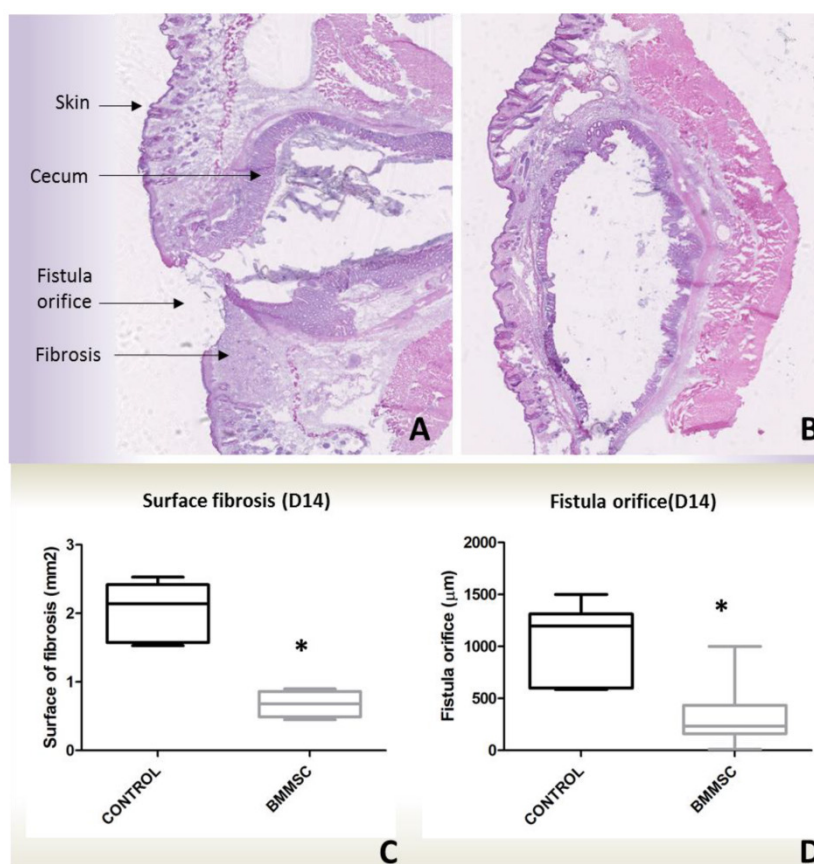 Skin
Cecum
Fistula
orifice
Fibrosis
A
B
Surface fibrosis (D14)
Surface of fibrosis (mm2)
3
2
1
0
CONTROL
BMMSC
*
C
Fistula orifice(D14)
Fistula orifice (μm)
2000
1500
1000
500
0
CONTROL
BMMSC
*
D